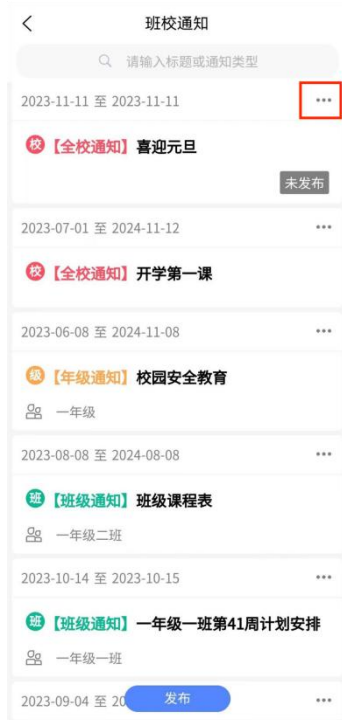 班校通知
请输入标题或通知类型
2023-11-11 至 2023-11-11
校【全校通知】喜迎元旦
未发布
2023-07-01 至 2024-11-12
校【全校通知】开学第一课
2023-06-08 至 2024-11-08
级【年级通知】校园安全教育
一年级
2023-08-08 至 2024-08-08
班【班级通知】班级课程表
一年级二班
2023-10-14 至 2023-10-15
班【班级通知】一年级一班第41周计划安排
一年级一班
2023-09-04 至 20
发布